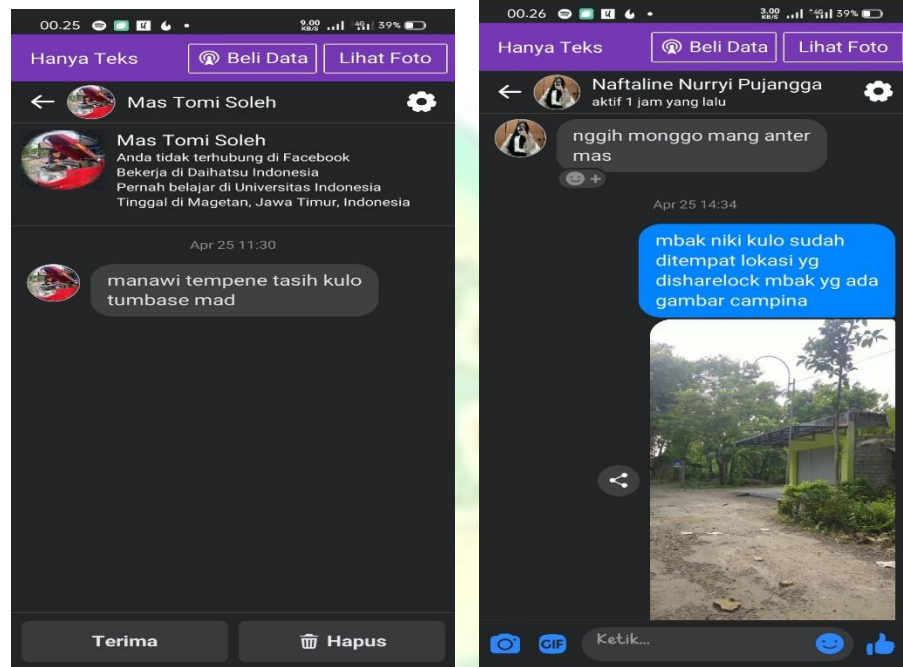 00.25
9.00 KB/S 4G 39%
Hanya Teks
Beli Data
Lihat Foto
Mas Tomi Soleh
Mas Tomi Soleh
Anda tidak terhubung di Facebook
Bekerja di Daihatsu Indonesia
Pernah belajar di Universitas Indonesia
Tinggal di Magetan, Jawa Timur, Indonesia
Apr 25 11:30
manawi tempene tasih kulo
tumbase mad
Terima
Hapus
00.26
3.00 KB/S 4G 39%
Hanya Teks
Beli Data
Lihat Foto
Naftaline Nurryi Pujangga
aktif 1 jam yang lalu
nggih monggo mang anter
mas
Apr 25 14:34
mbak niki kulo sudah
ditempat lokasi yg
disharelock mbak yg ada
gambar campina
GIF
Ketik...